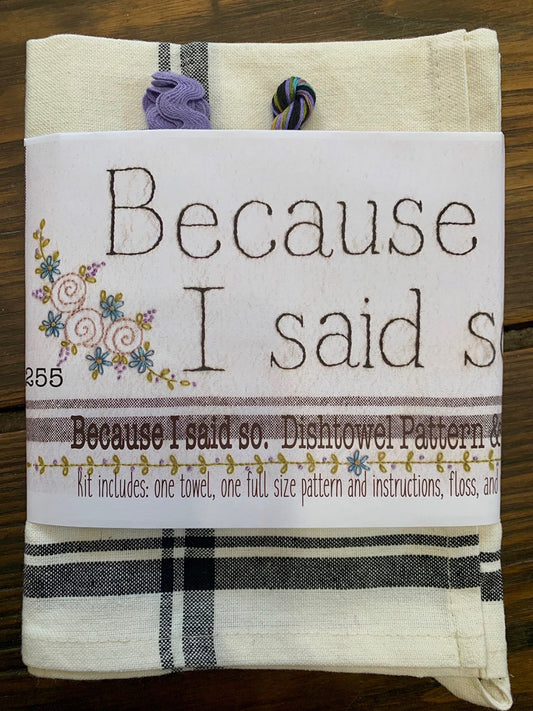 Because
I said so
255
Because I said so. Dishtowel Pattern &
Kit includes: one towel, one full size pattern and instructions, floss, and